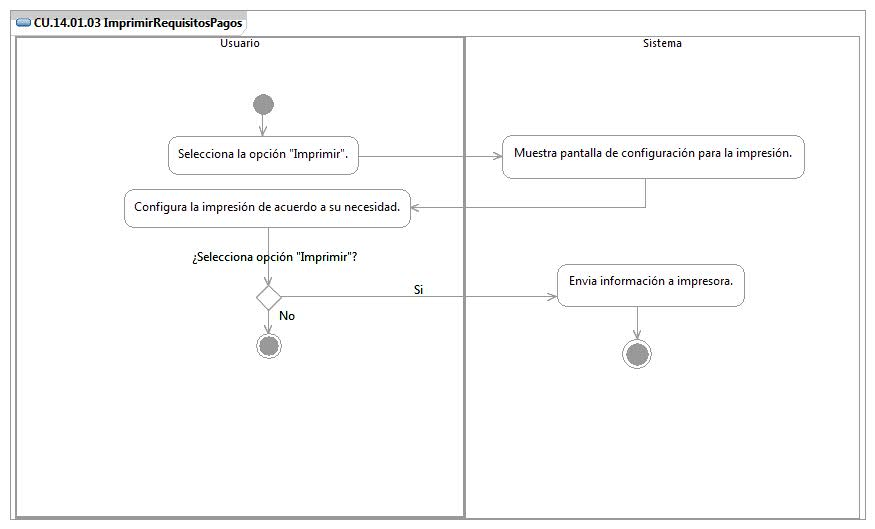 CU.14.01.03 ImprimirRequisitosPagos
Usuario
Sistema
Selecciona la opción "Imprimir".
Muestra pantalla de configuración para la impresión.
Configura la impresión de acuerdo a su necesidad.
¿Selecciona opción "Imprimir"?
Envia información a impresora.
Si
No